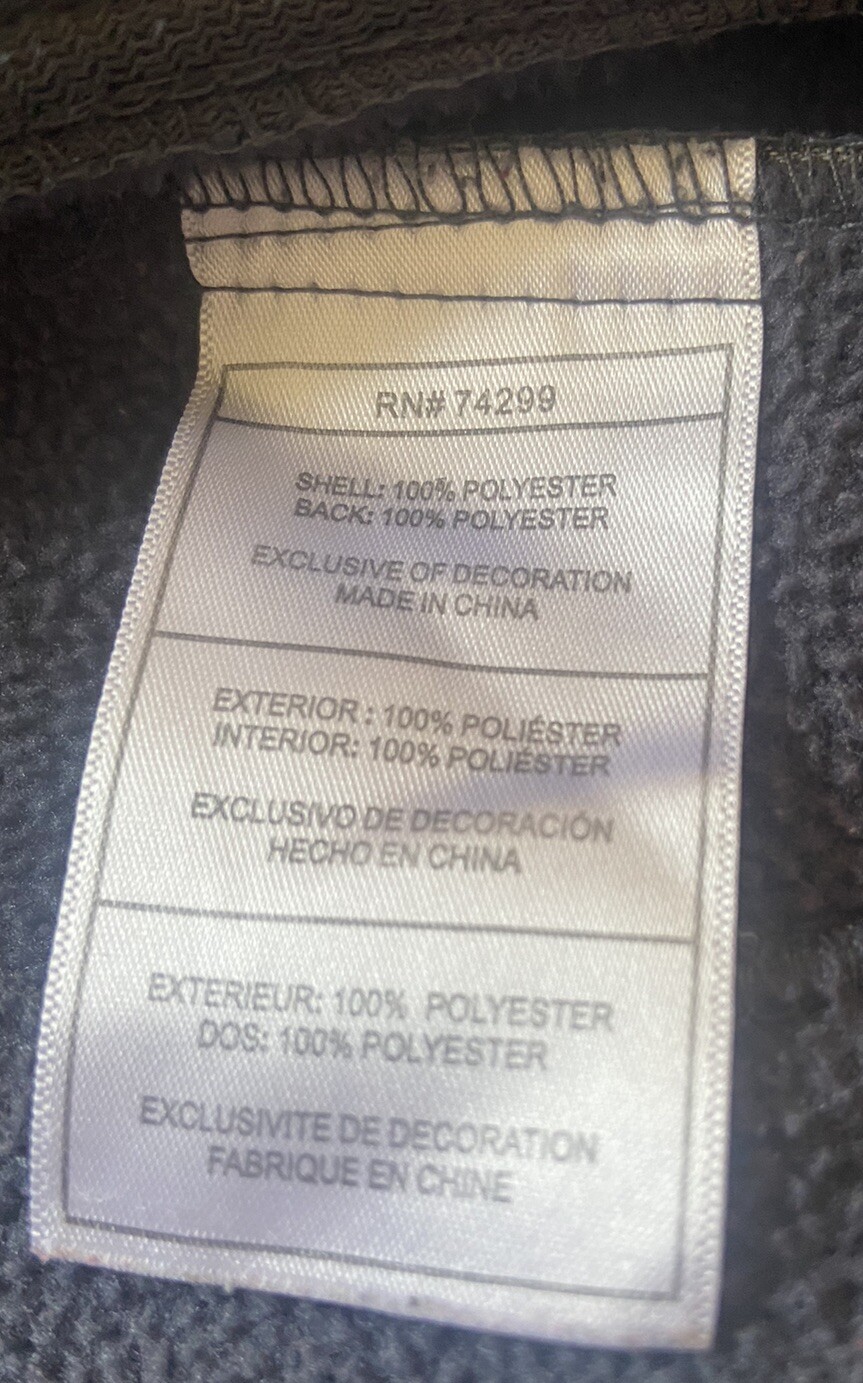 RN# 74299
SHELL: 100% POLYESTER
BACK: 100% POLYESTER
EXCLUSIVE OF DECORATION
MADE IN CHINA
EXTERIOR : 100% POLIÉSTER
INTERIOR: 100% POLIÉSTER
EXCLUSIVO DE DECORACIÓN
HECHO EN CHINA
EXTERIEUR: 100% POLYESTER
DOS: 100% POLYESTER
EXCLUSIVITE DE DECORATION
FABRIQUE EN CHINE